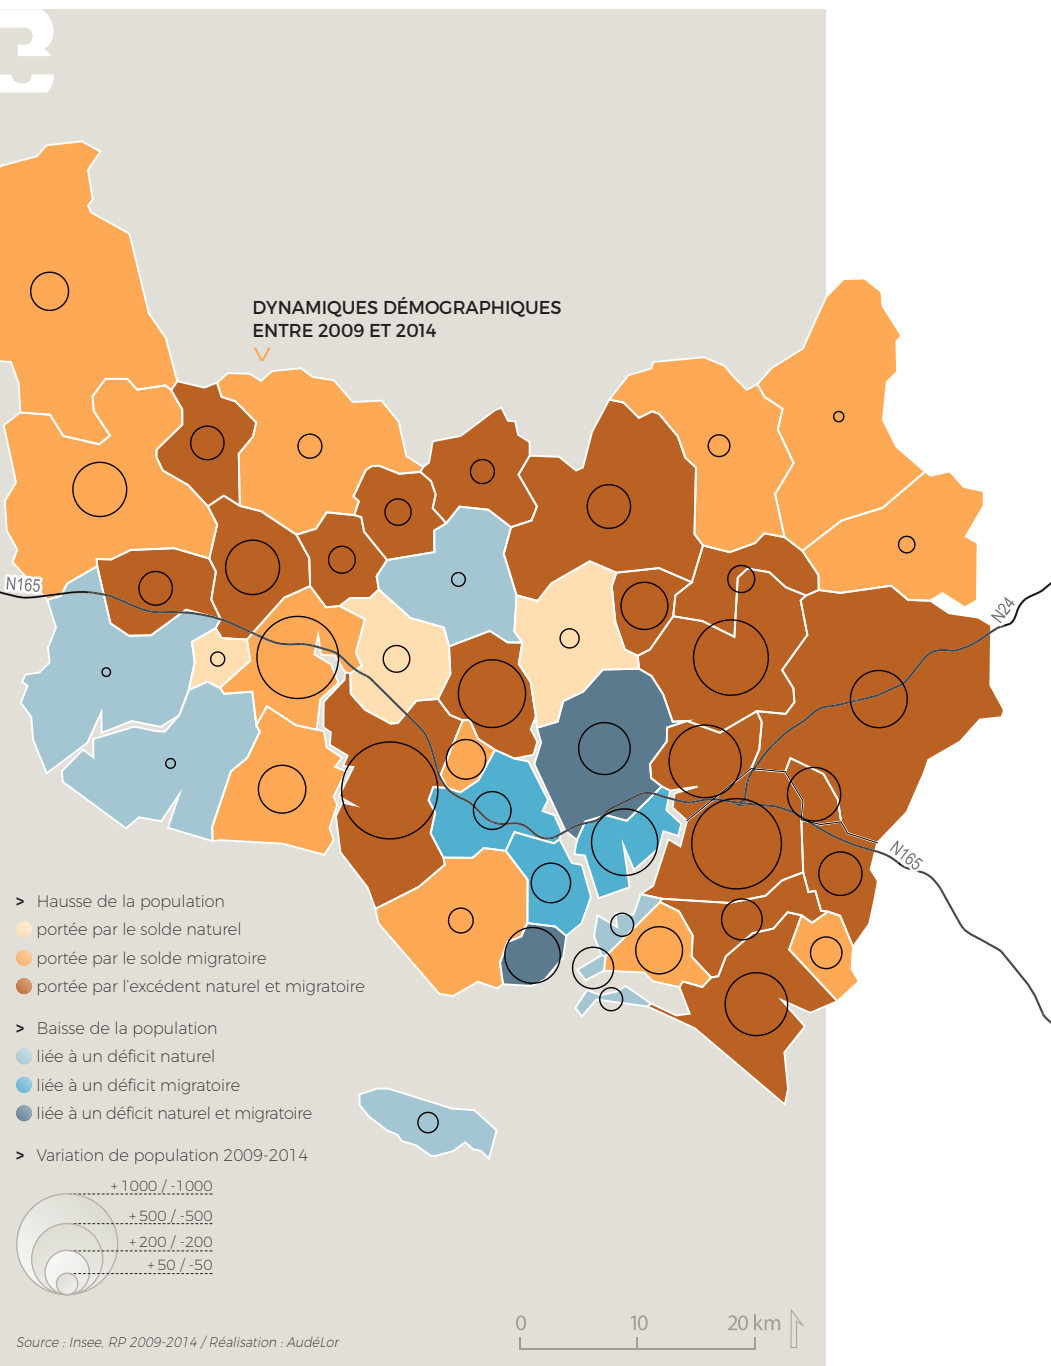 3
DYNAMIQUES DÉMOGRAPHIQUES
ENTRE 2009 ET 2014
N165
N24
N165
> Hausse de la population
portée par le solde naturel
portée par le solde migratoire
portée par l'excédent naturel et migratoire
> Baisse de la population
liée à un déficit naturel
liée à un déficit migratoire
liée à un déficit naturel et migratoire
> Variation de population 2009-2014
+1000 / -1000
+500 / -500
+200 / -200
+50 / -50
0 10 20 km
Source : Insee, RP 2009-2014 / Réalisation : AudéLor